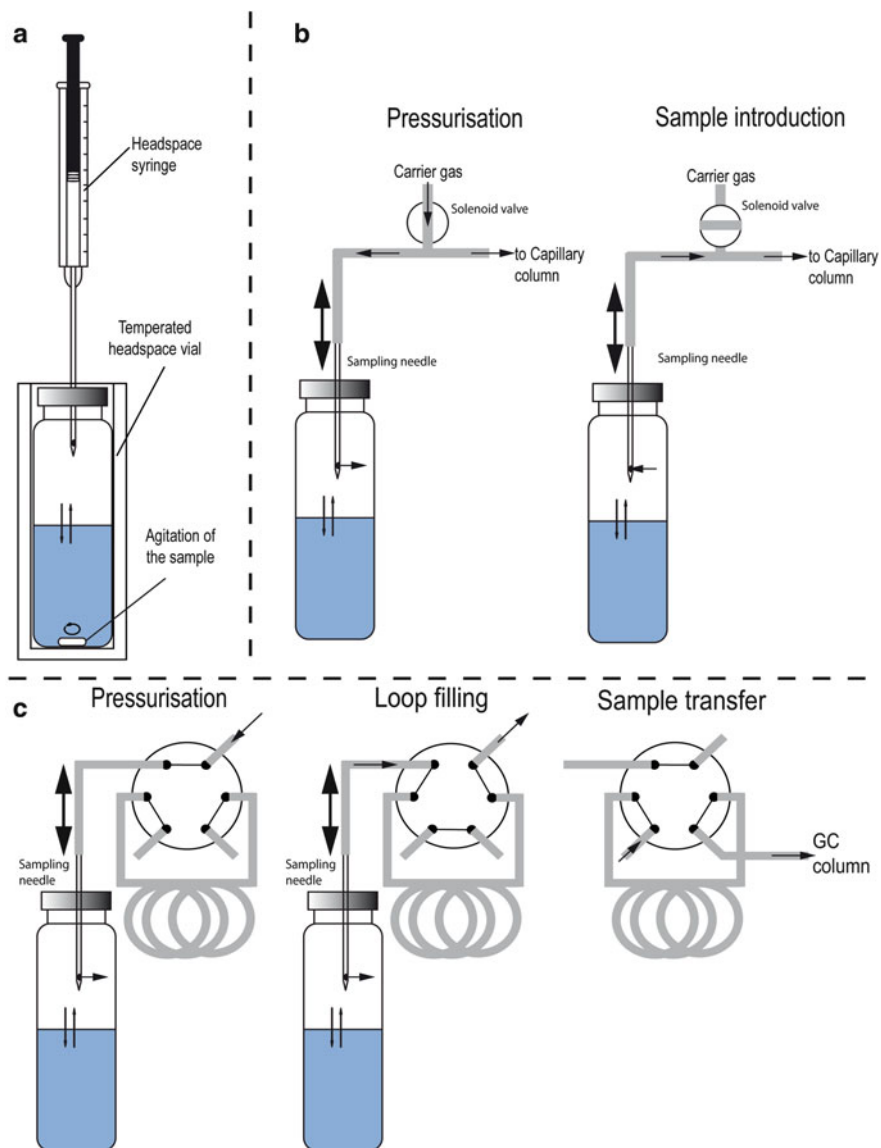 a
Headspace
syringe
Temperated
headspace vial
Agitation of
the sample
b
Pressurisation
Carrier gas
Solenoid valve
to Capillary
column
Sampling needle
Sample introduction
Carrier gas
Solenoid valve
to Capillary
column
Sampling needle
c
Pressurisation
Sampling
needle
Loop filling
Sampling
needle
Sample transfer
GC
column